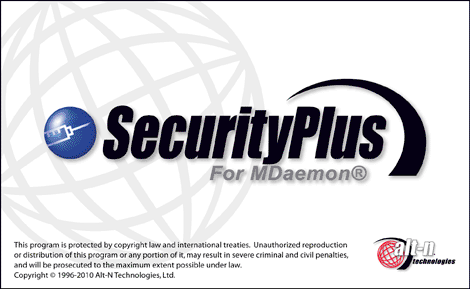 SecurityPlus
For MDaemon®
This program is protected by copyright law and international treaties. Unauthorized reproduction
or distribution of this program or any portion of it, may result in severe criminal and civil penalties,
and will be prosecuted to the maximum extent possible under law.
Copyright © 1996-2010 Alt-N Technologies, Ltd.
alt-n
technologies